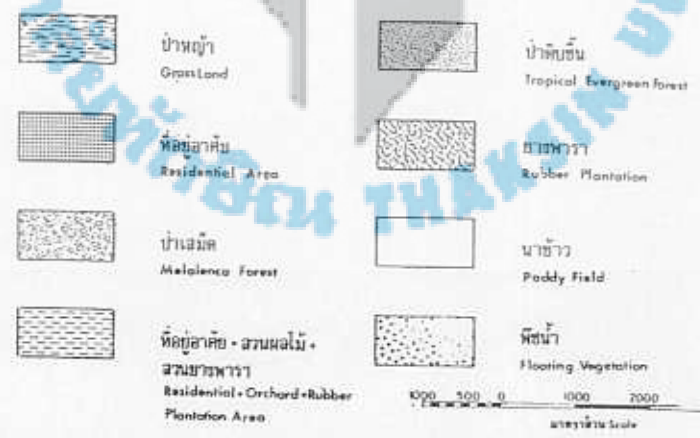 ป่าหญ้า
GrassLand
ที่อยู่อาศัย
Residential Area
ป่าเสม็ด
Melalenca Forest
ที่อยู่อาศัย + สวนผลไม้ +
สวนยางพารา
Residential + Orchard + Rubber
Plantation Area
ป่าดิบชื้น
Tropical Evergreen Forest
ยางพารา
Rubber Plantation
นาข้าว
Paddy Field
พืชน้ำ
Floating Vegetation
1000 500 0 1000 2000
มาตราส่วน Scale
THAKSIN